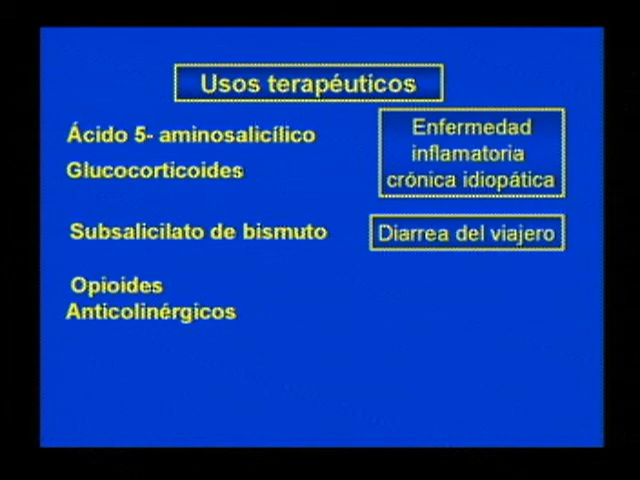 Usos terapéuticos
Ácido 5- aminosalicílico
Glucocorticoides
Enfermedad
inflamatoria
crónica idiopática
Subsalicilato de bismuto
Diarrea del viajero
Opioides
Anticolinérgicos